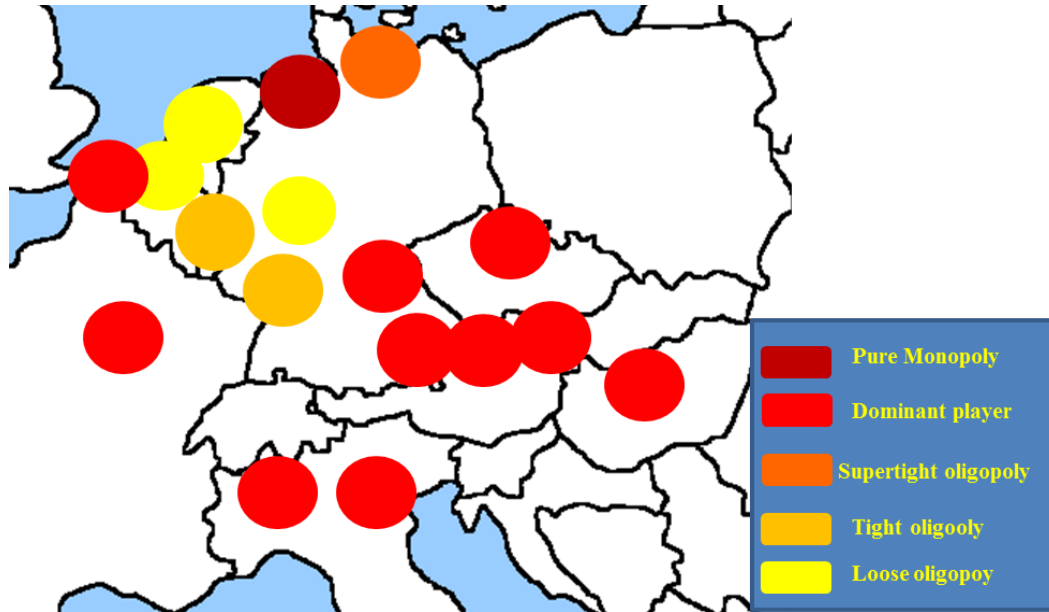 Pure Monopoly
Dominant player
Supertight oligopoly
Tight oligooly
Loose oligopoy